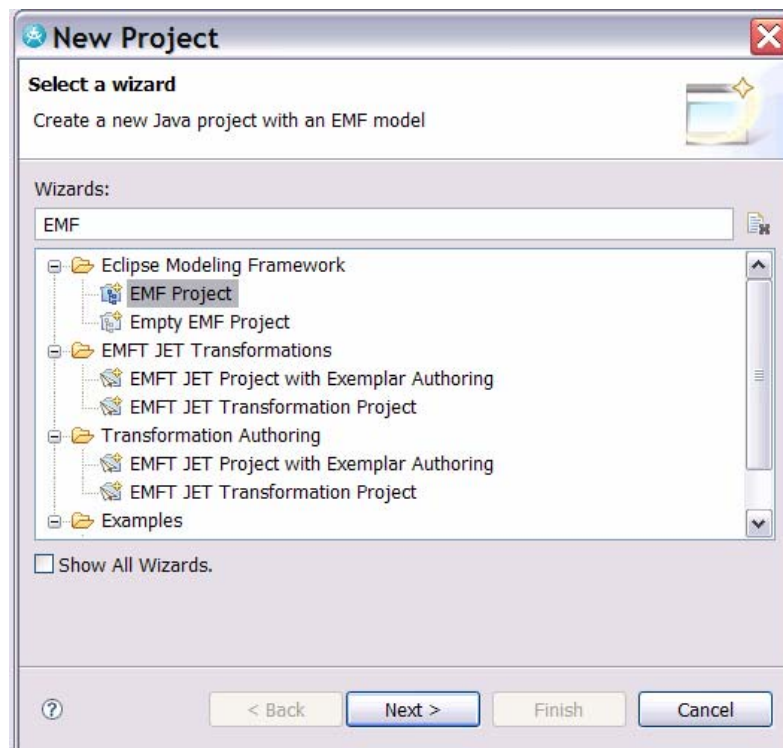 New Project
Select a wizard
Create a new Java project with an EMF model
Wizards:
EMF
Eclipse Modeling Framework
EMF Project
Empty EMF Project
EMFT JET Transformations
EMFT JET Project with Exemplar Authoring
EMFT JET Transformation Project
Transformation Authoring
EMFT JET Project with Exemplar Authoring
EMFT JET Transformation Project
Examples
Show All Wizards.
< Back Next > Finish Cancel